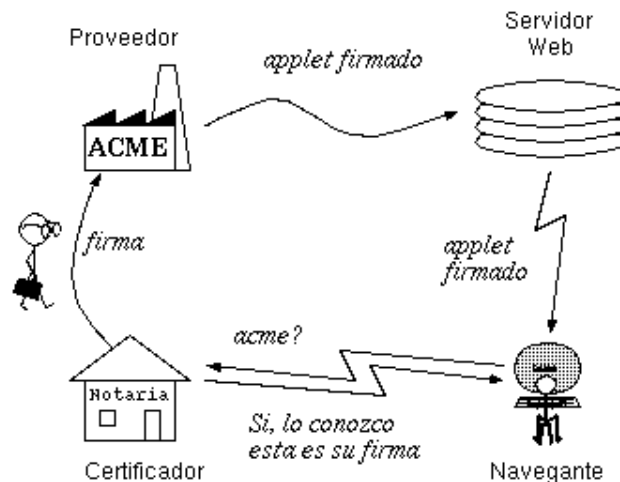 Proveedor
Servidor
Web
applet firmado
ACME
firma
applet
firmado
acme?
Notaria
Si, lo conozco
esta es su firma
Certificador
Navegante